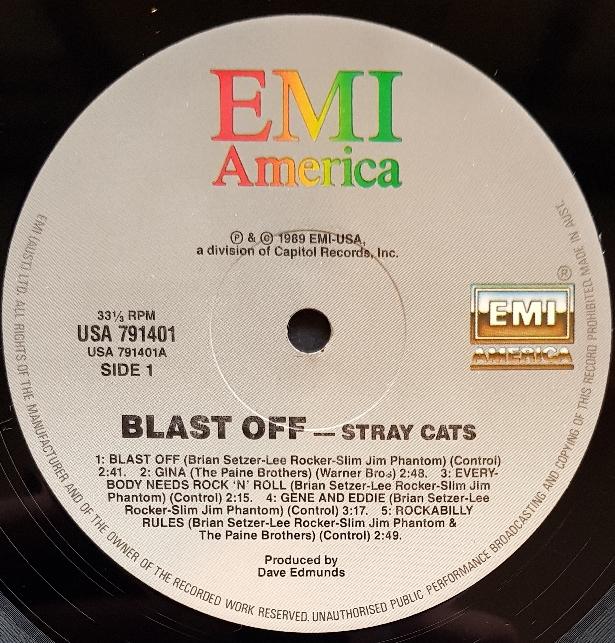 EMI
America
Ⓟ & © 1989 EMI-USA,
a division of Capitol Records, Inc.
33⅓ RPM
USA 791401
USA 791401A
SIDE 1
®
EMI
AMERICA
BLAST OFF — STRAY CATS
1: BLAST OFF (Brian Setzer-Lee Rocker-Slim Jim Phantom) (Control)
2:41. 2: GINA (The Paine Brothers) (Warner Bros) 2:48. 3: EVERY-
BODY NEEDS ROCK 'N' ROLL (Brian Setzer-Lee Rocker-Slim Jim
Phantom) (Control) 2:15. 4: GENE AND EDDIE (Brian Setzer-Lee
Rocker-Slim Jim Phantom) (Control) 3:17. 5: ROCKABILLY
RULES (Brian Setzer-Lee Rocker-Slim Jim Phantom &
The Paine Brothers) (Control) 2:49.
Produced by
Dave Edmunds
EMI (AUST) LTD. ALL RIGHTS OF THE MANUFACTURER AND OF THE OWNER OF THE RECORDED WORK RESERVED. UNAUTHORISED PUBLIC PERFORMANCE BROADCASTING AND COPYING OF THIS RECORD PROHIBITED. MADE IN AUST.